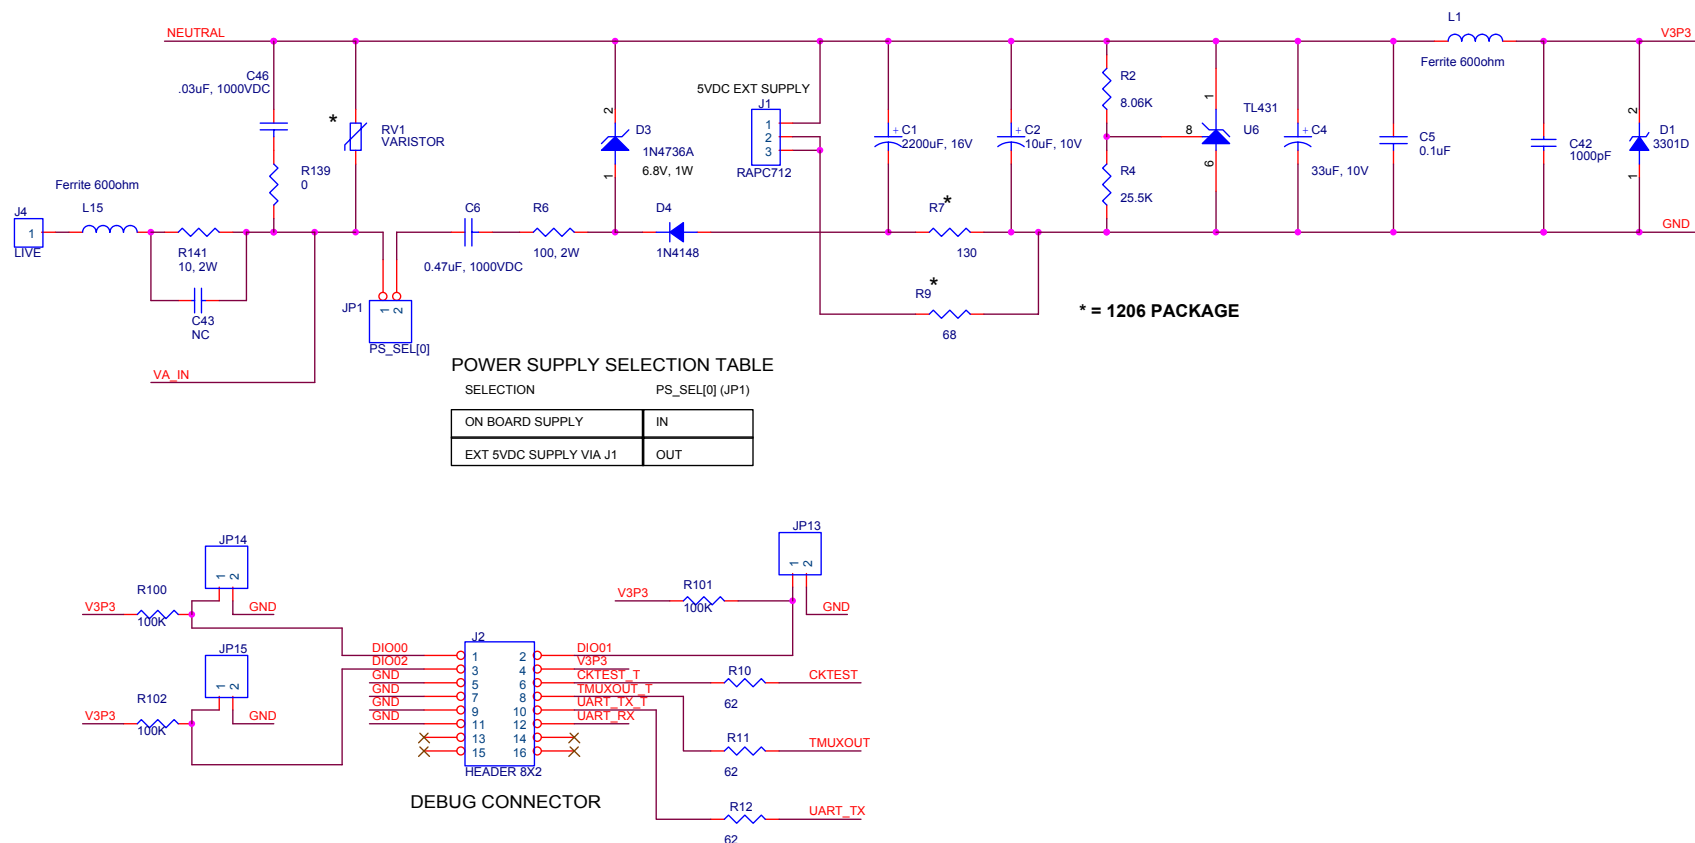 NEUTRAL
L1
V3P3
Ferrite 600ohm
C46
.03uF, 1000VDC
*
RV1
VARISTOR
R139
0
2
D3
1N4736A
6.8V, 1W
1
5VDC EXT SUPPLY
J1
1
2
3
RAPC712
+
C1
2200uF, 16V
+
C2
10uF, 10V
R2
8.06K
R4
25.5K
1
8
6
TL431
U6
+
C4
33uF, 10V
C5
0.1uF
C42
1000pF
2
D1
3301D
1
Ferrite 600ohm
L15
J4
1
LIVE
R141
10, 2W
C43
NC
C6
0.47uF, 1000VDC
R6
100, 2W
D4
1N4148
R7
*
130
GND
JP1
1
2
PS_SEL[0]
R9
*
68
* = 1206 PACKAGE
VA_IN
POWER SUPPLY SELECTION TABLE
SELECTION PS_SEL[0] (JP1)
ON BOARD SUPPLY IN
EXT 5VDC SUPPLY VIA J1 OUT
JP14
1
2
R100
V3P3
100K
GND
JP15
1
2
R102
V3P3
100K
GND
JP13
1
2
R101
V3P3
100K
GND
J2
DIO00 1 2 DIO01
DIO02 3 4 V3P3
GND 5 6 CKTEST_T
GND 7 8 TMUXOUT_T
GND 9 10 UART_TX_T
GND 11 12 UART_RX
13 14
15 16
HEADER 8X2
DEBUG CONNECTOR
R10
62
CKTEST
R11
62
TMUXOUT
R12
62
UART_TX